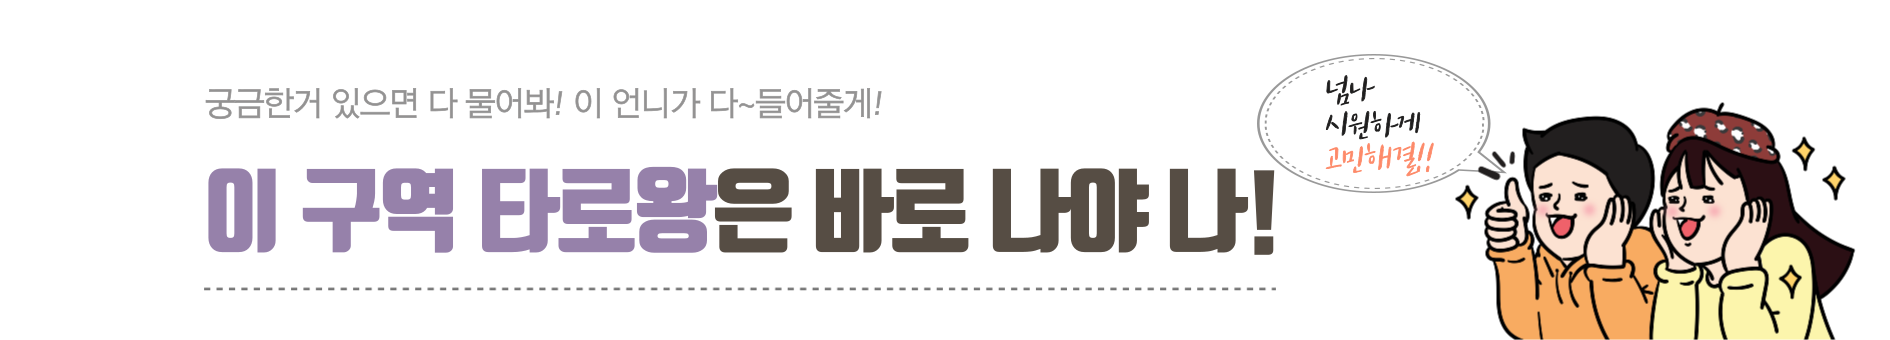 궁금한거 있으면 다 물어봐! 이 언니가 다~들어줄게!
이 구역 타로왕은 바로 나야 나!
넘나
시원하게
고민해결!!